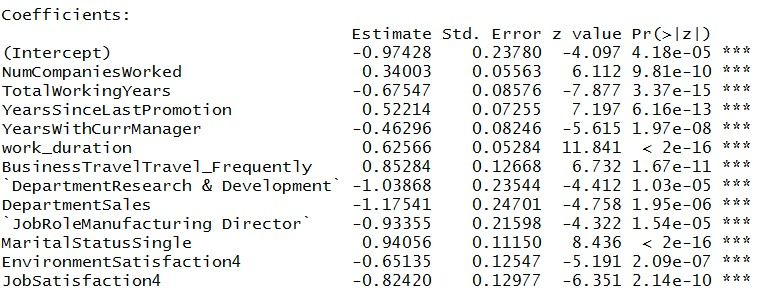 Coefficients:
Estimate Std. Error z value Pr(>|z|)
(Intercept) -0.97428 0.23780 -4.097 4.18e-05 ***
NumCompaniesWorked 0.34003 0.05563 6.112 9.81e-10 ***
TotalWorkingYears -0.67547 0.08576 -7.877 3.37e-15 ***
YearsSinceLastPromotion 0.52214 0.07255 7.197 6.16e-13 ***
YearsWithCurrManager -0.46296 0.08246 -5.615 1.97e-08 ***
work_duration 0.62566 0.05284 11.841 < 2e-16 ***
BusinessTravelTravel_Frequently 0.85284 0.12668 6.732 1.67e-11 ***
`DepartmentResearch & Development` -1.03868 0.23544 -4.412 1.03e-05 ***
DepartmentSales -1.17541 0.24701 -4.758 1.95e-06 ***
`JobRoleManufacturing Director` -0.93355 0.21598 -4.322 1.54e-05 ***
MaritalStatusSingle 0.94056 0.11150 8.436 < 2e-16 ***
EnvironmentSatisfaction4 -0.65135 0.12547 -5.191 2.09e-07 ***
JobSatisfaction4 -0.82420 0.12977 -6.351 2.14e-10 ***